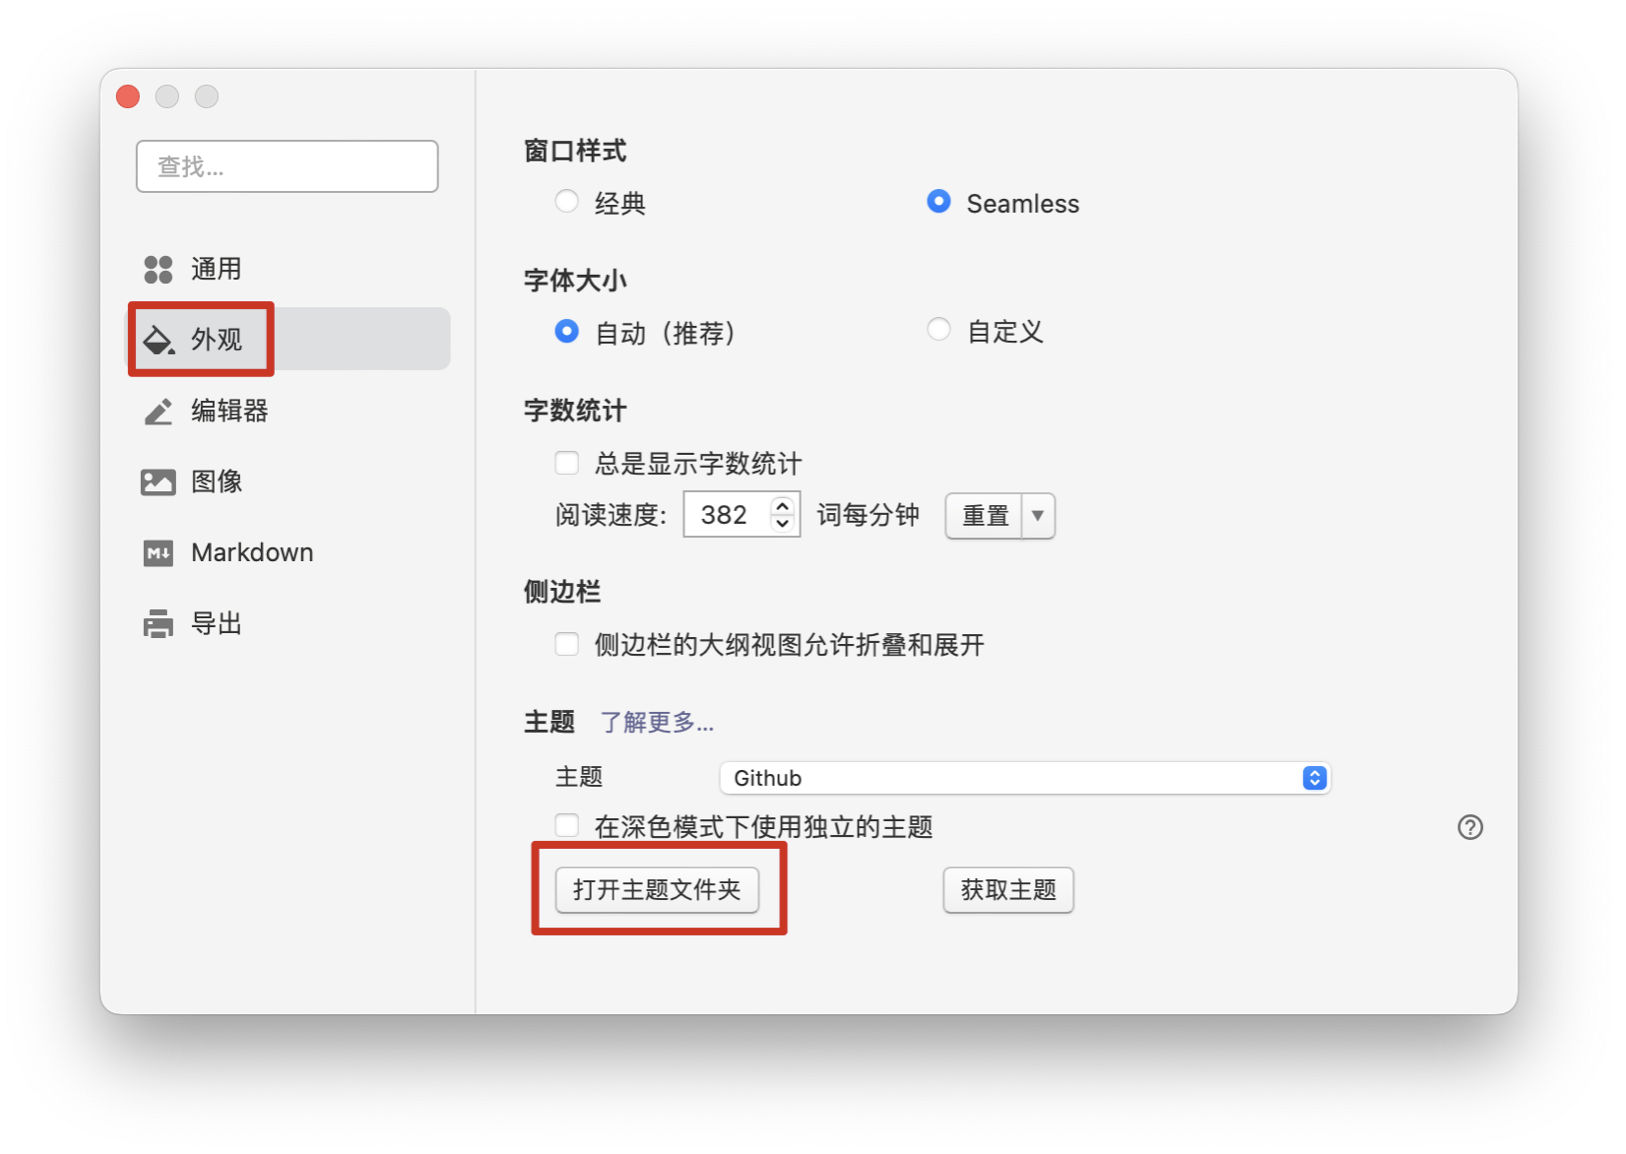 查找...
通用
外观
编辑器
图像
Markdown
导出
窗口样式
经典 Seamless
字体大小
自动（推荐） 自定义
字数统计
总是显示字数统计
阅读速度: 382 词每分钟 重置
侧边栏
侧边栏的大纲视图允许折叠和展开
主题 了解更多...
主题 Github
在深色模式下使用独立的主题
打开主题文件夹 获取主题